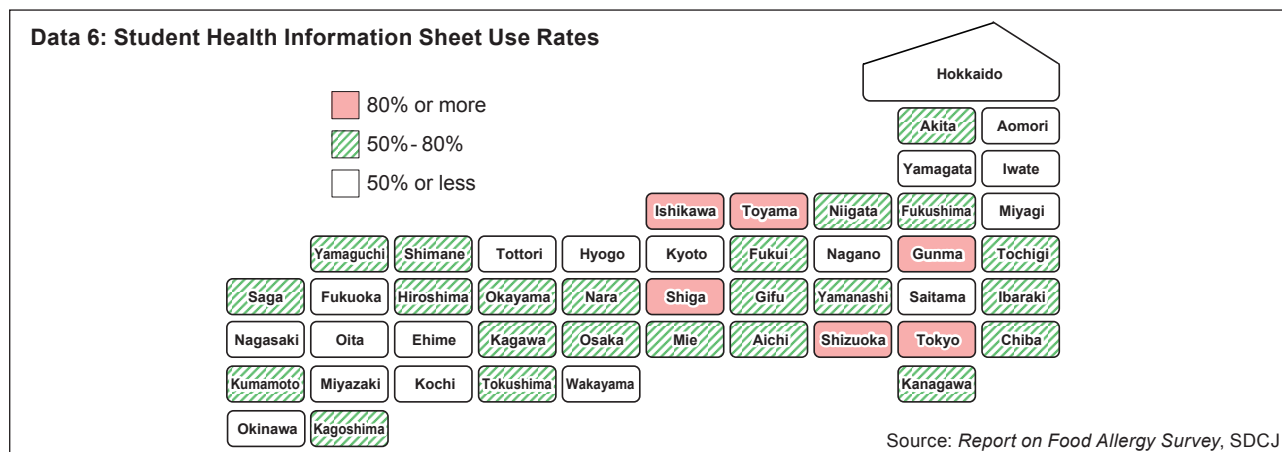 Data 6: Student Health Information Sheet Use Rates
Hokkaido
80% or more
50%- 80%
50% or less
Akita Aomori
Yamagata Iwate
Ishikawa Toyama Niigata Fukushima Miyagi
Yamaguchi Shimane Tottori Hyogo Kyoto Fukui Nagano Gunma Tochigi
Saga Fukuoka Hiroshima Okayama Nara Shiga Gifu Yamanashi Saitama Ibaraki
Nagasaki Oita Ehime Kagawa Osaka Mie Aichi Shizuoka Tokyo Chiba
Kumamoto Miyazaki Kochi Tokushima Wakayama Kanagawa
Okinawa Kagoshima
Source: Report on Food Allergy Survey, SDCJ